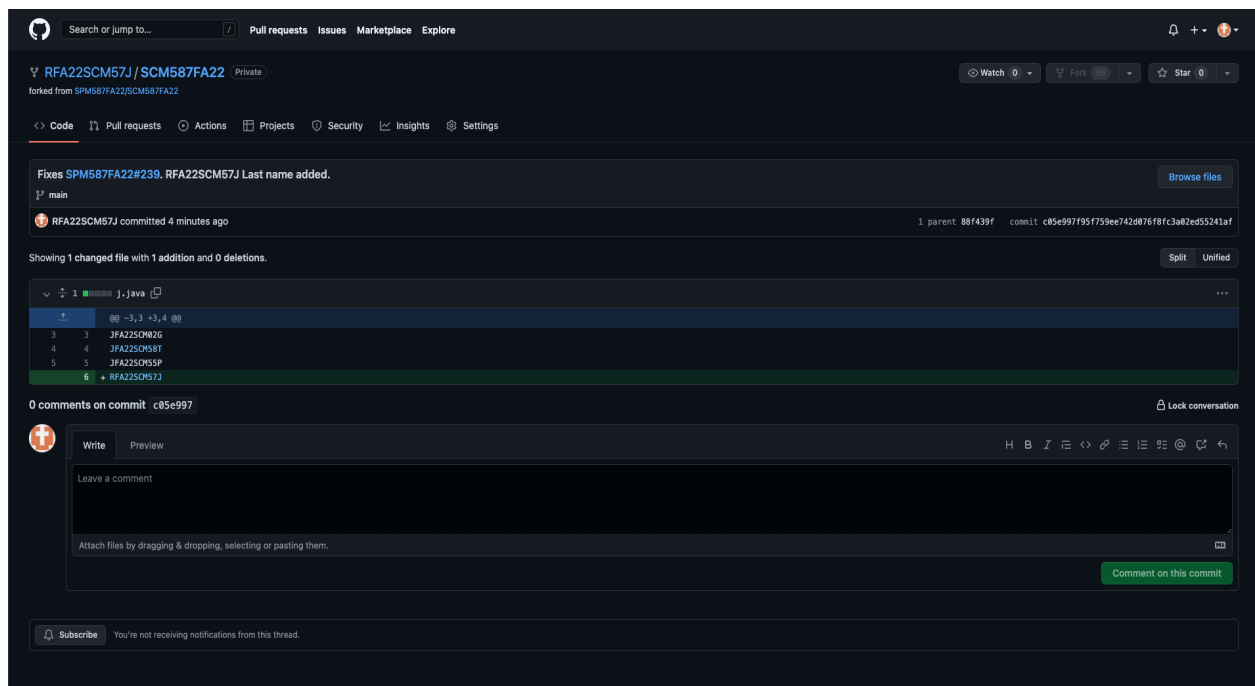 Search or jump to... /
Pull requests Issues Marketplace Explore
RFA22SCM57J / SCM587FA22 Private
Watch 0 Fork 86 Star 0
forked from SPM587FA22/SCM587FA22
Code Pull requests Actions Projects Security Insights Settings
Fixes SPM587FA22#239. RFA22SCM57J Last name added.
Browse files
main
RFA22SCM57J committed 4 minutes ago
1 parent 88f439f commit c05e997f95f759ee742d076f8fc3a02ed55241af
Showing 1 changed file with 1 addition and 0 deletions.
Split Unified
1 j.java
@@ -3,3 +3,4 @@
3 3 JFA22SCM02G
4 4 JFA22SCM58T
5 5 JFA22SCM55P
6 + RFA22SCM57J
0 comments on commit c05e997
Lock conversation
Write Preview
Leave a comment
Attach files by dragging & dropping, selecting or pasting them.
Comment on this commit
Subscribe You're not receiving notifications from this thread.